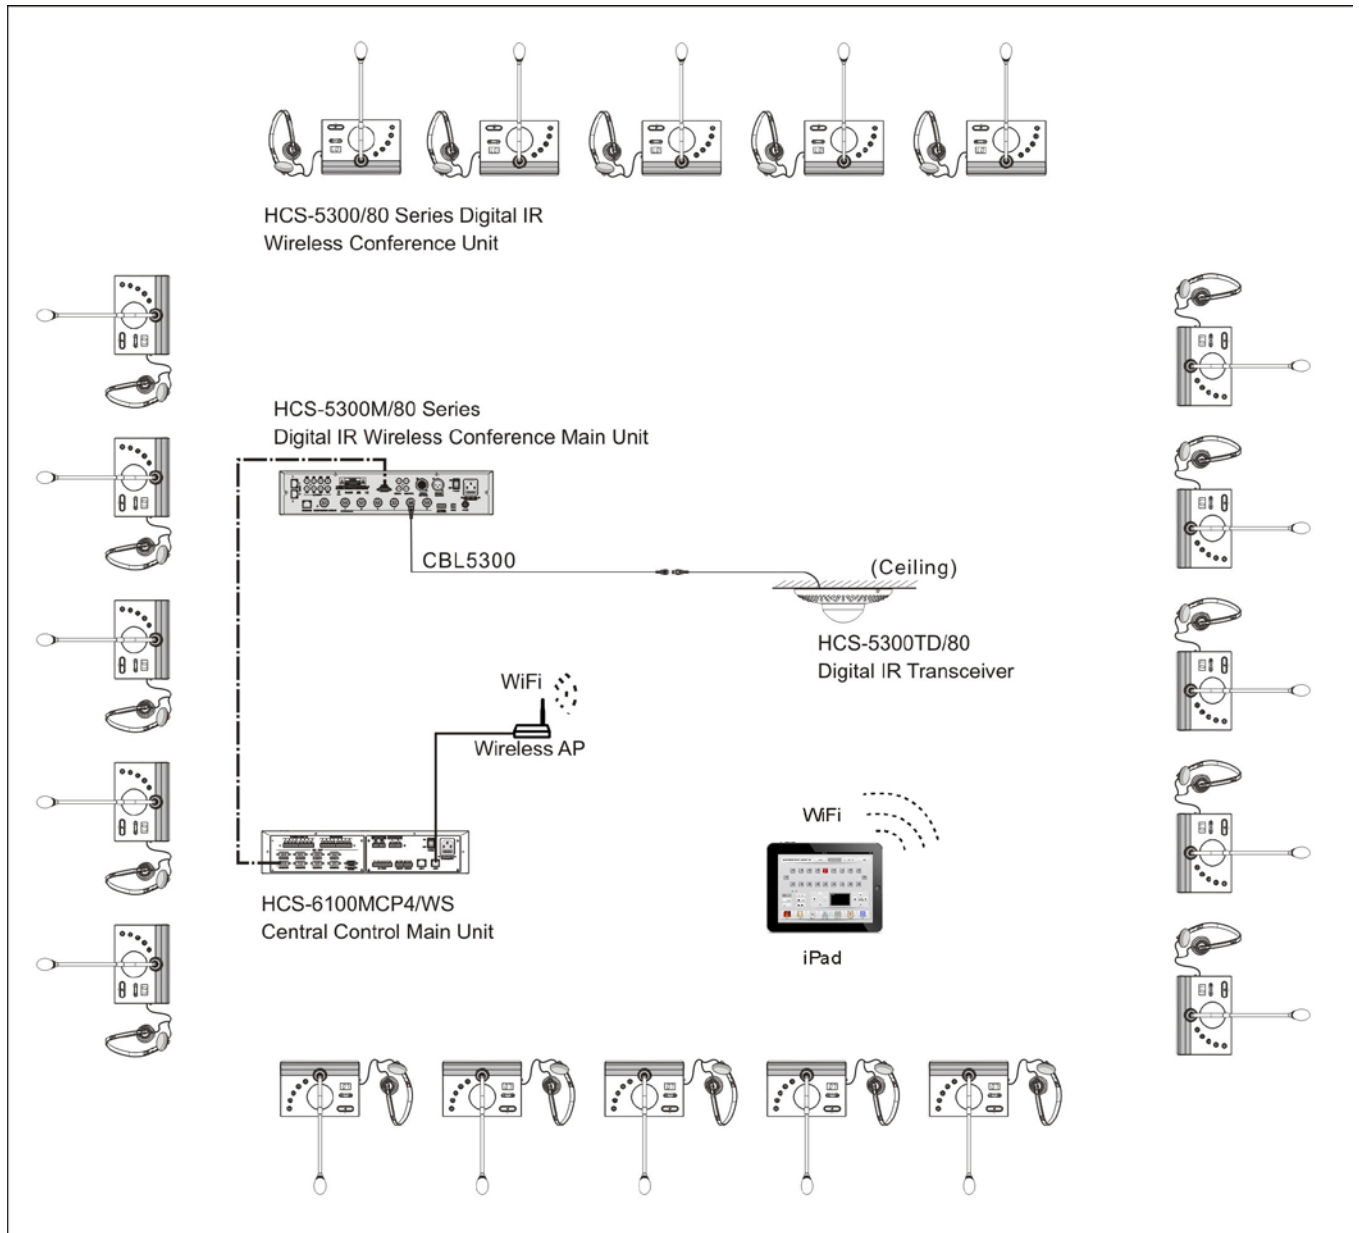 HCS-5300/80 Series Digital IR
Wireless Conference Unit
HCS-5300M/80 Series
Digital IR Wireless Conference Main Unit
CBL5300
(Ceiling)
HCS-5300TD/80
Digital IR Transceiver
WiFi
Wireless AP
WiFi
HCS-6100MCP4/WS
Central Control Main Unit
iPad